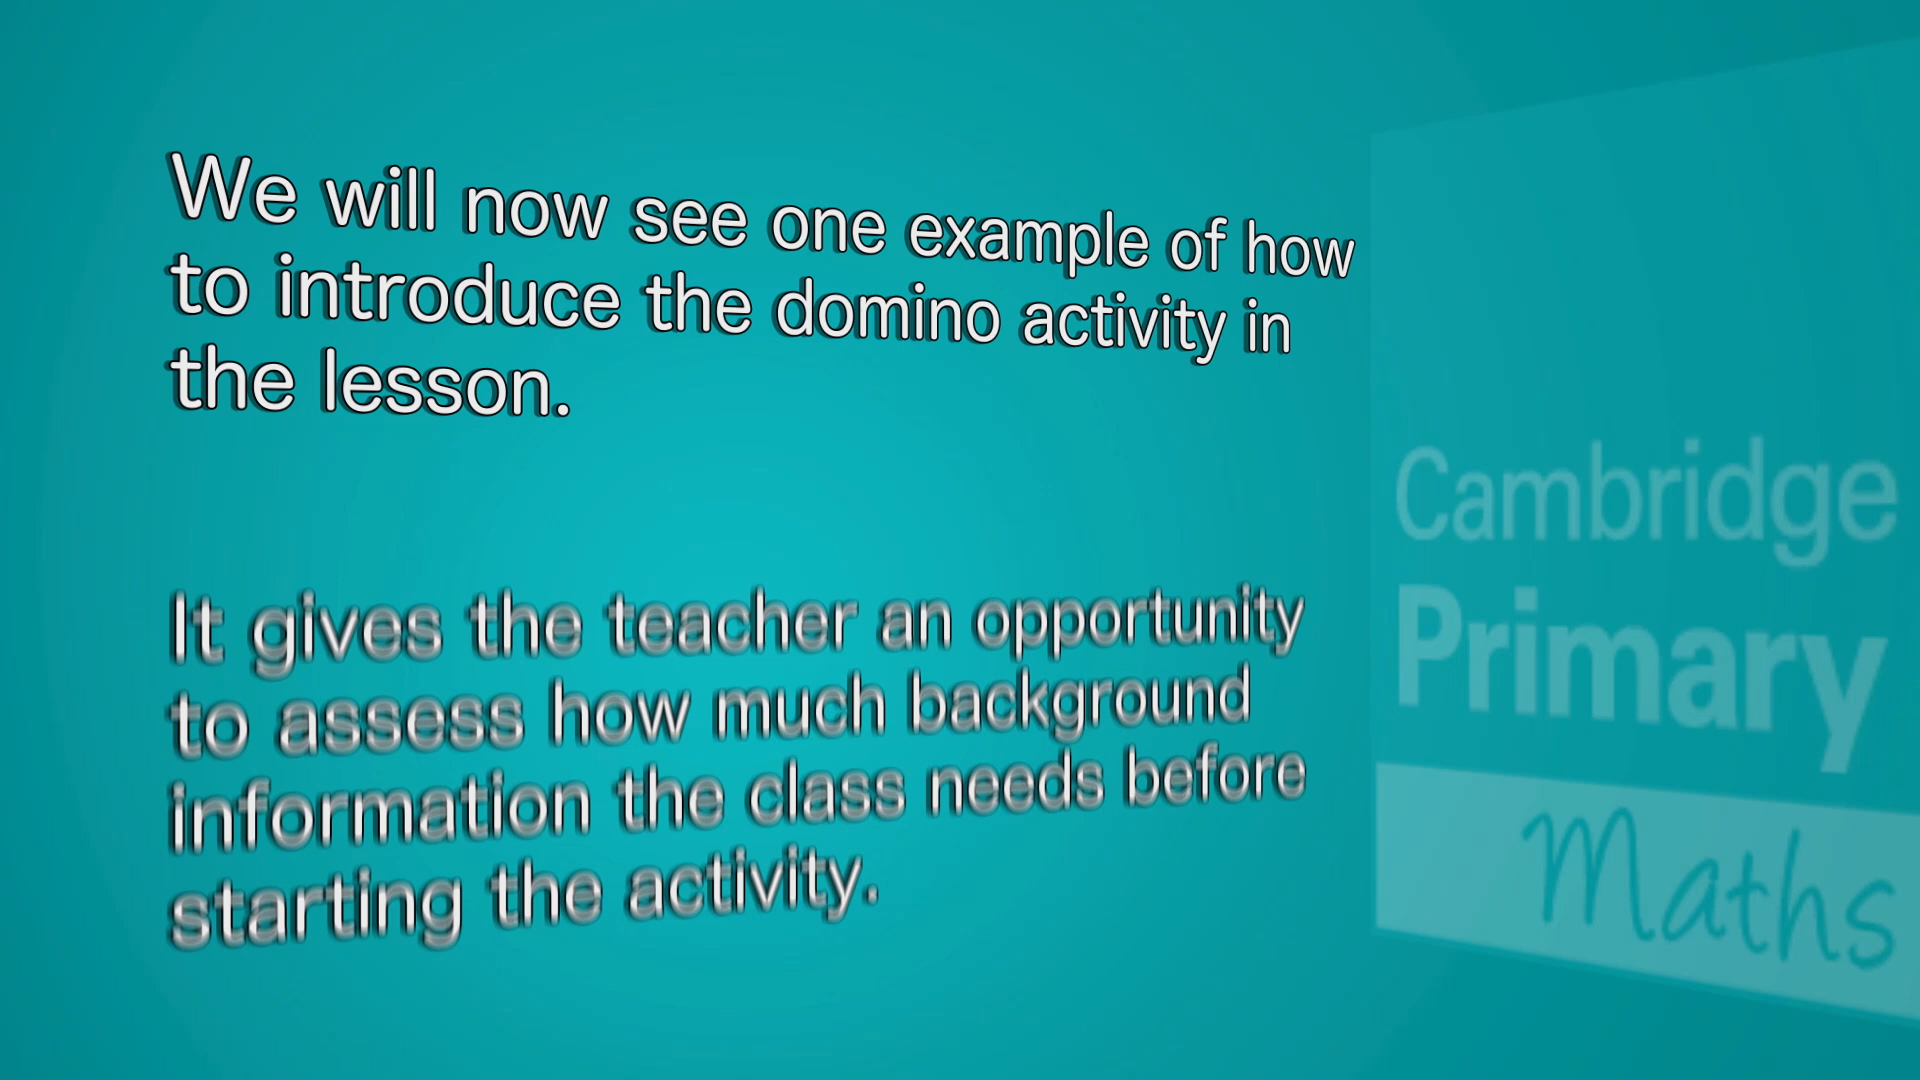 We will now see one example of how
to introduce the domino activity in
the lesson.
It gives the teacher an opportunity
to assess how much background
information the class needs before
starting the activity.
Cambridge
Primary
Maths